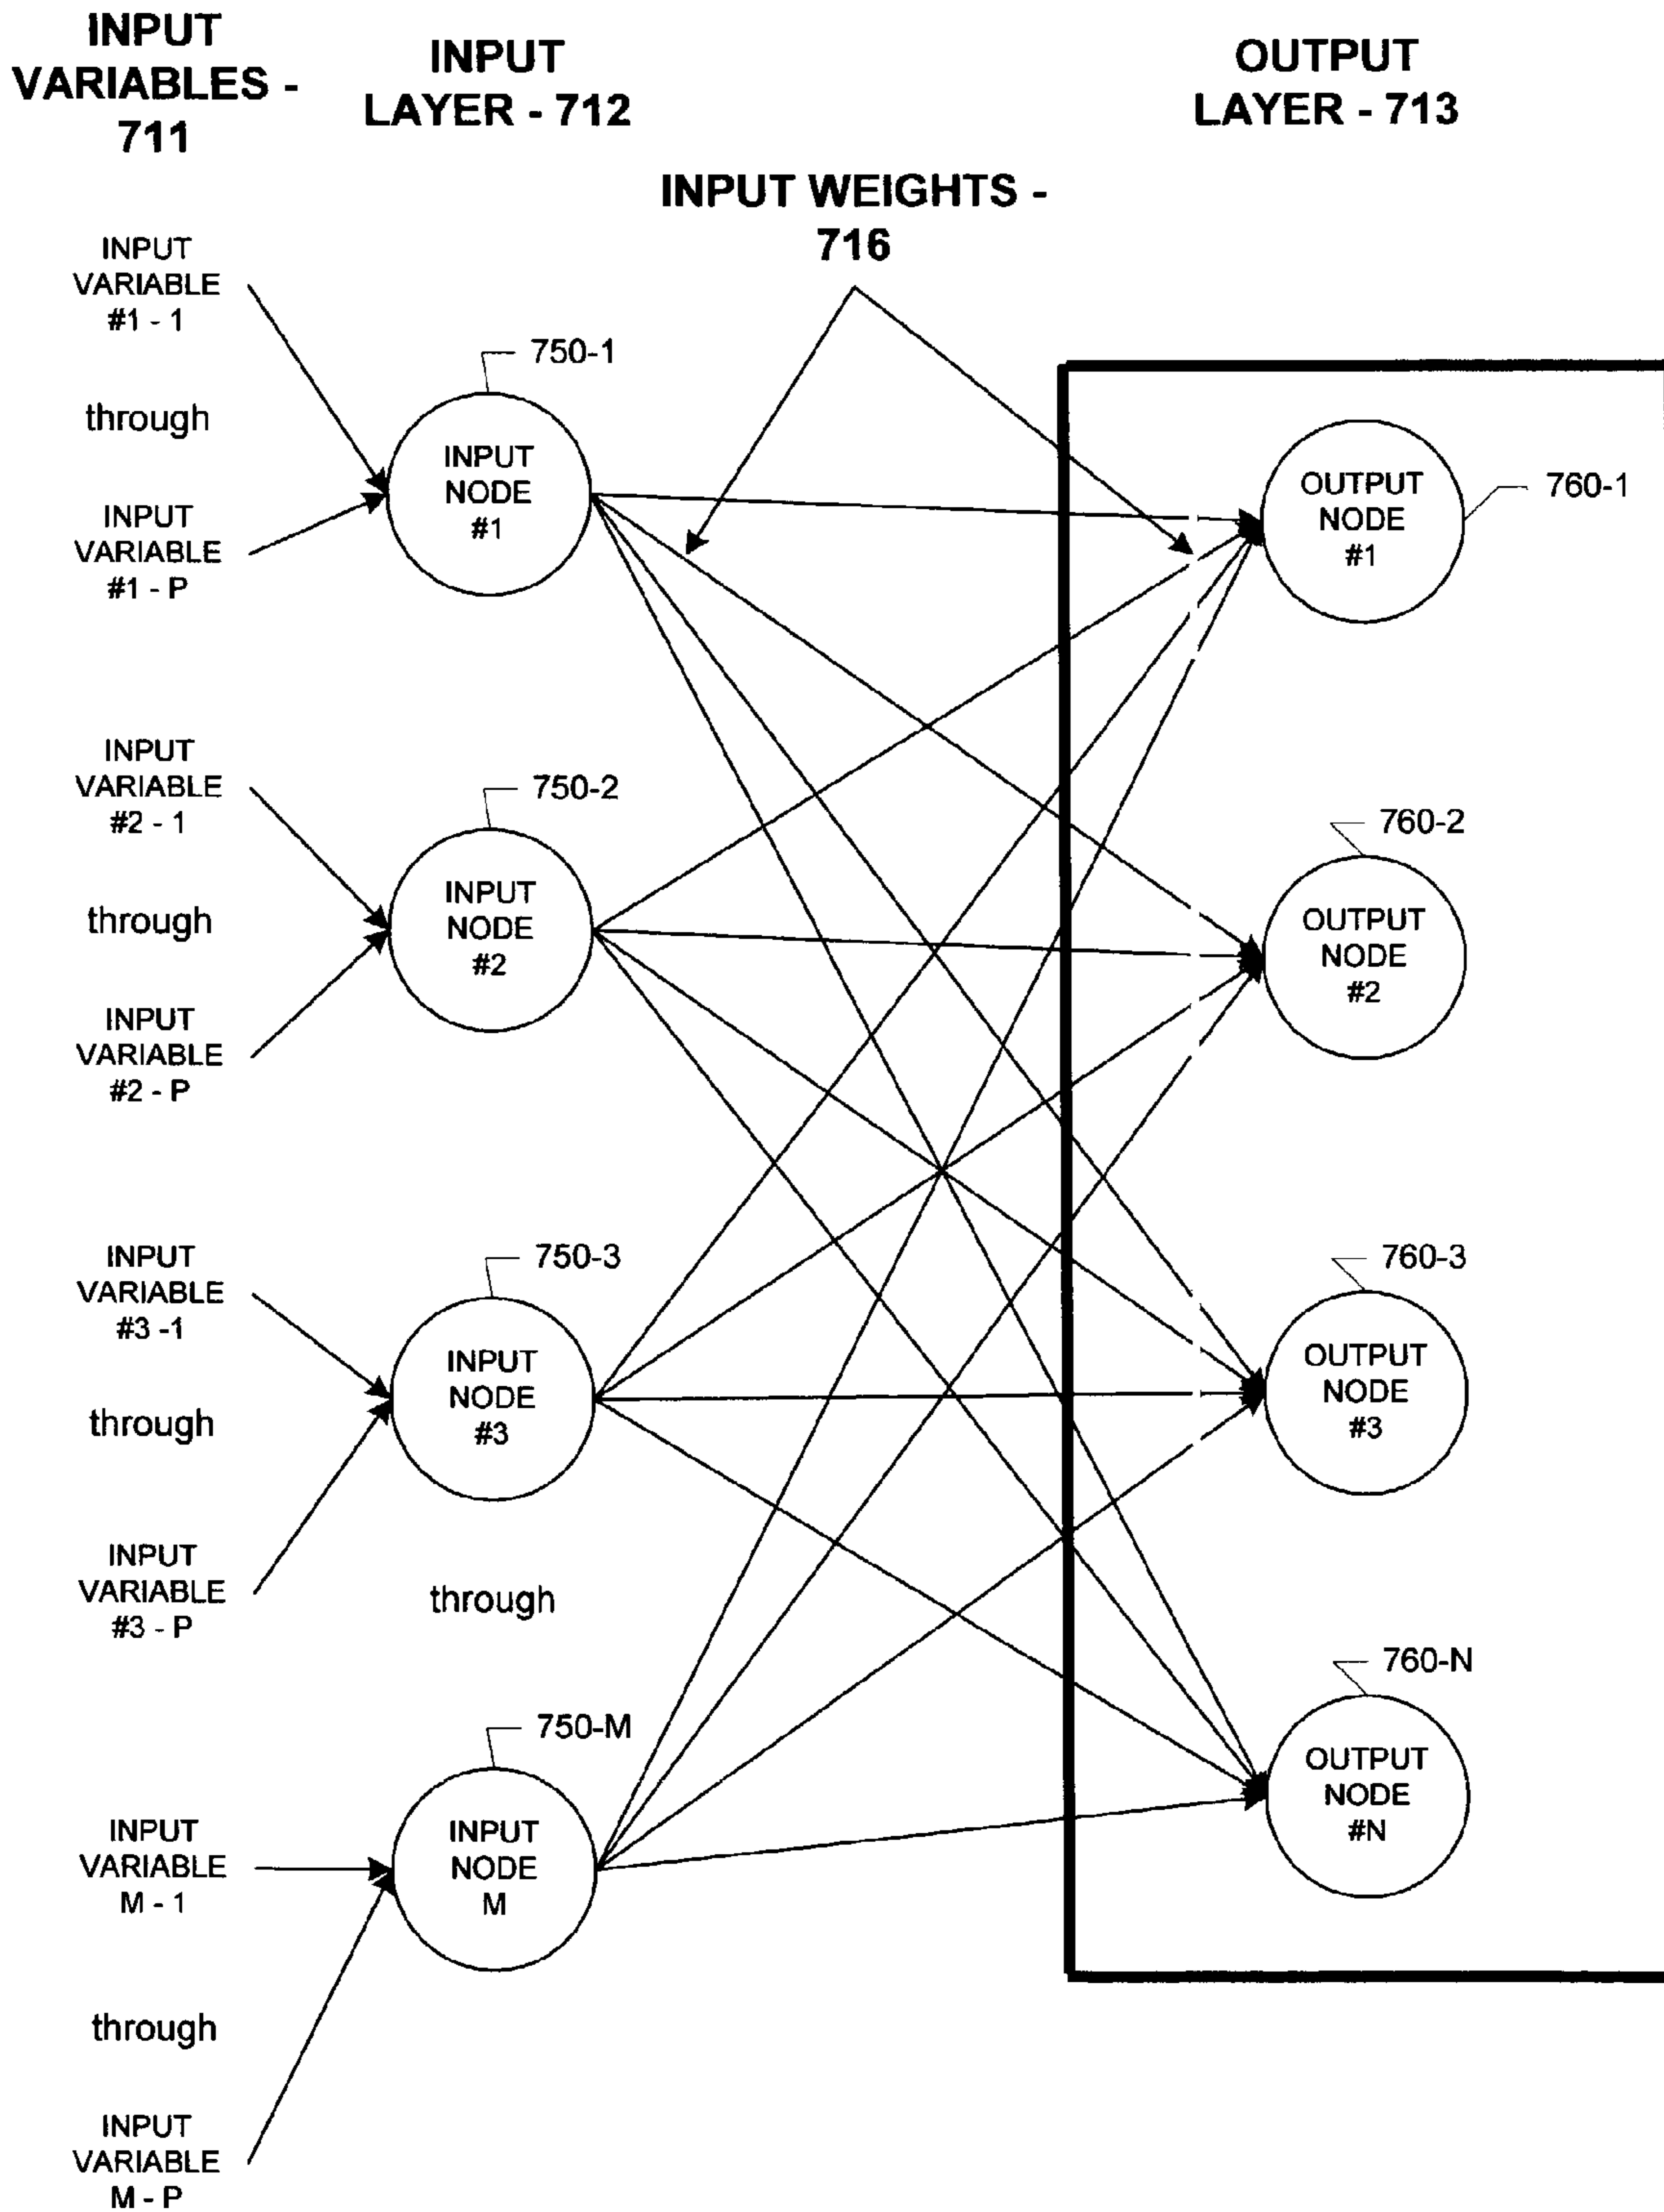 INPUT
VARIABLES -
711
INPUT
LAYER - 712
OUTPUT
LAYER - 713
INPUT WEIGHTS -
716
INPUT
VARIABLE
#1 - 1
through
INPUT
VARIABLE
#1 - P
750-1
INPUT
NODE
#1
OUTPUT
NODE
#1
760-1
INPUT
VARIABLE
#2 - 1
through
INPUT
VARIABLE
#2 - P
750-2
INPUT
NODE
#2
760-2
OUTPUT
NODE
#2
INPUT
VARIABLE
#3 -1
through
INPUT
VARIABLE
#3 - P
750-3
INPUT
NODE
#3
through
760-3
OUTPUT
NODE
#3
750-M
INPUT
NODE
M
760-N
OUTPUT
NODE
#N
INPUT
VARIABLE
M - 1
through
INPUT
VARIABLE
M - P